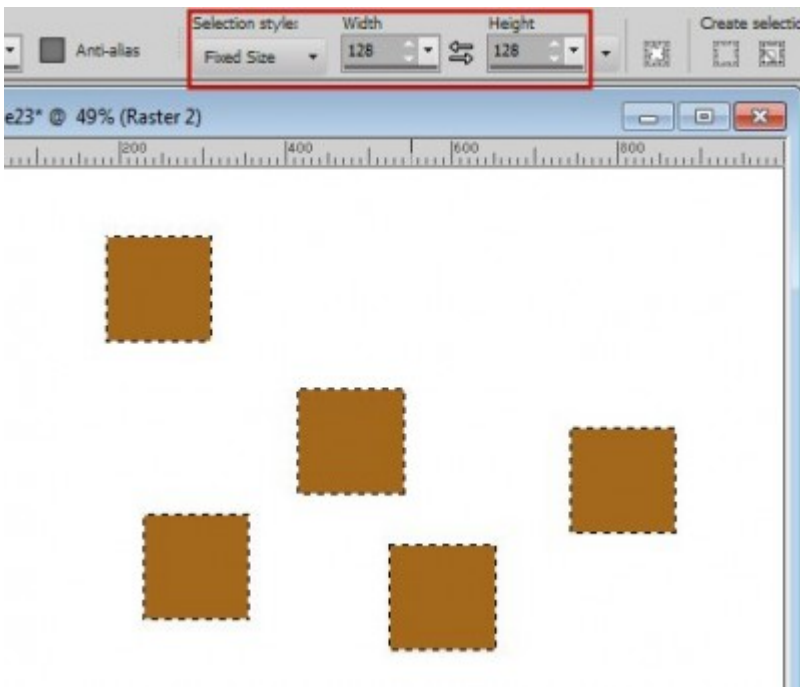 Selection style: Width Height Create selectio
Anti-alias Fixed Size 128 128
e23* @ 49% (Raster 2)
200 400 600 800